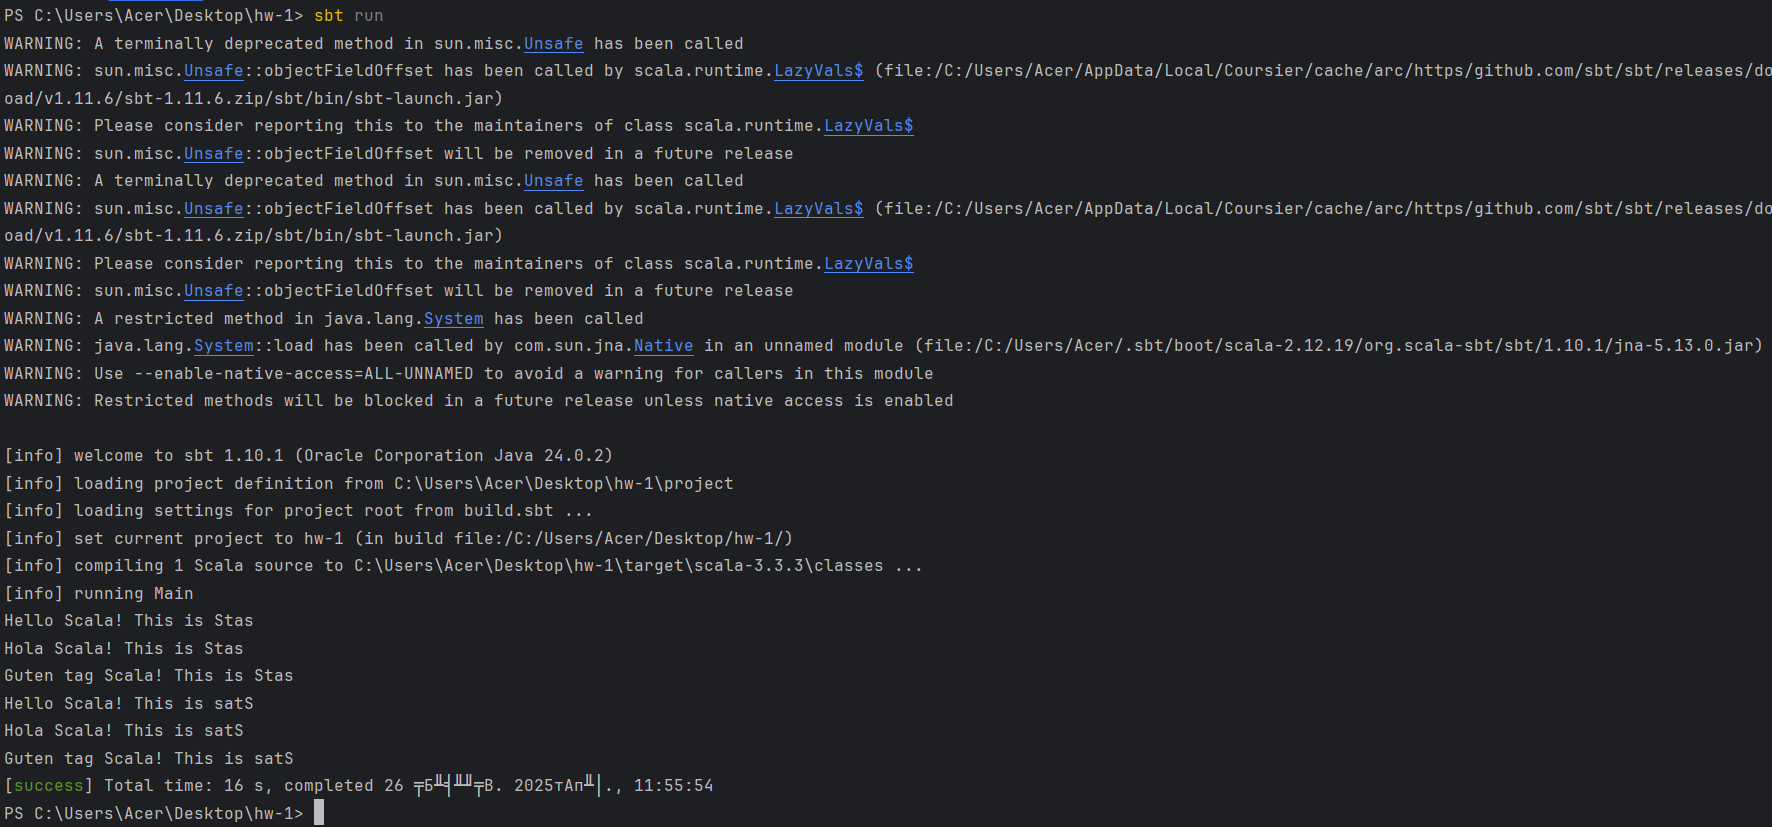 PS C:\Users\Acer\Desktop\hw-1> sbt run
WARNING: A terminally deprecated method in sun.misc.Unsafe has been called
WARNING: sun.misc.Unsafe::objectFieldOffset has been called by scala.runtime.LazyVals$ (file:/C:/Users/Acer/AppData/Local/Coursier/cache/arc/https/github.com/sbt/sbt/releases/do
oad/v1.11.6/sbt-1.11.6.zip/sbt/bin/sbt-launch.jar)
WARNING: Please consider reporting this to the maintainers of class scala.runtime.LazyVals$
WARNING: sun.misc.Unsafe::objectFieldOffset will be removed in a future release
WARNING: A terminally deprecated method in sun.misc.Unsafe has been called
WARNING: sun.misc.Unsafe::objectFieldOffset has been called by scala.runtime.LazyVals$ (file:/C:/Users/Acer/AppData/Local/Coursier/cache/arc/https/github.com/sbt/sbt/releases/do
oad/v1.11.6/sbt-1.11.6.zip/sbt/bin/sbt-launch.jar)
WARNING: Please consider reporting this to the maintainers of class scala.runtime.LazyVals$
WARNING: sun.misc.Unsafe::objectFieldOffset will be removed in a future release
WARNING: A restricted method in java.lang.System has been called
WARNING: java.lang.System::load has been called by com.sun.jna.Native in an unnamed module (file:/C:/Users/Acer/.sbt/boot/scala-2.12.19/org.scala-sbt/sbt/1.10.1/jna-5.13.0.jar)
WARNING: Use --enable-native-access=ALL-UNNAMED to avoid a warning for callers in this module
WARNING: Restricted methods will be blocked in a future release unless native access is enabled
[info] welcome to sbt 1.10.1 (Oracle Corporation Java 24.0.2)
[info] loading project definition from C:\Users\Acer\Desktop\hw-1\project
[info] loading settings for project root from build.sbt ...
[info] set current project to hw-1 (in build file:/C:/Users/Acer/Desktop/hw-1/)
[info] compiling 1 Scala source to C:\Users\Acer\Desktop\hw-1\target\scala-3.3.3\classes ...
[info] running Main
Hello Scala! This is Stas
Hola Scala! This is Stas
Guten tag Scala! This is Stas
Hello Scala! This is satS
Hola Scala! This is satS
Guten tag Scala! This is satS
[success] Total time: 16 s, completed 26 2025 11:55:54
PS C:\Users\Acer\Desktop\hw-1>